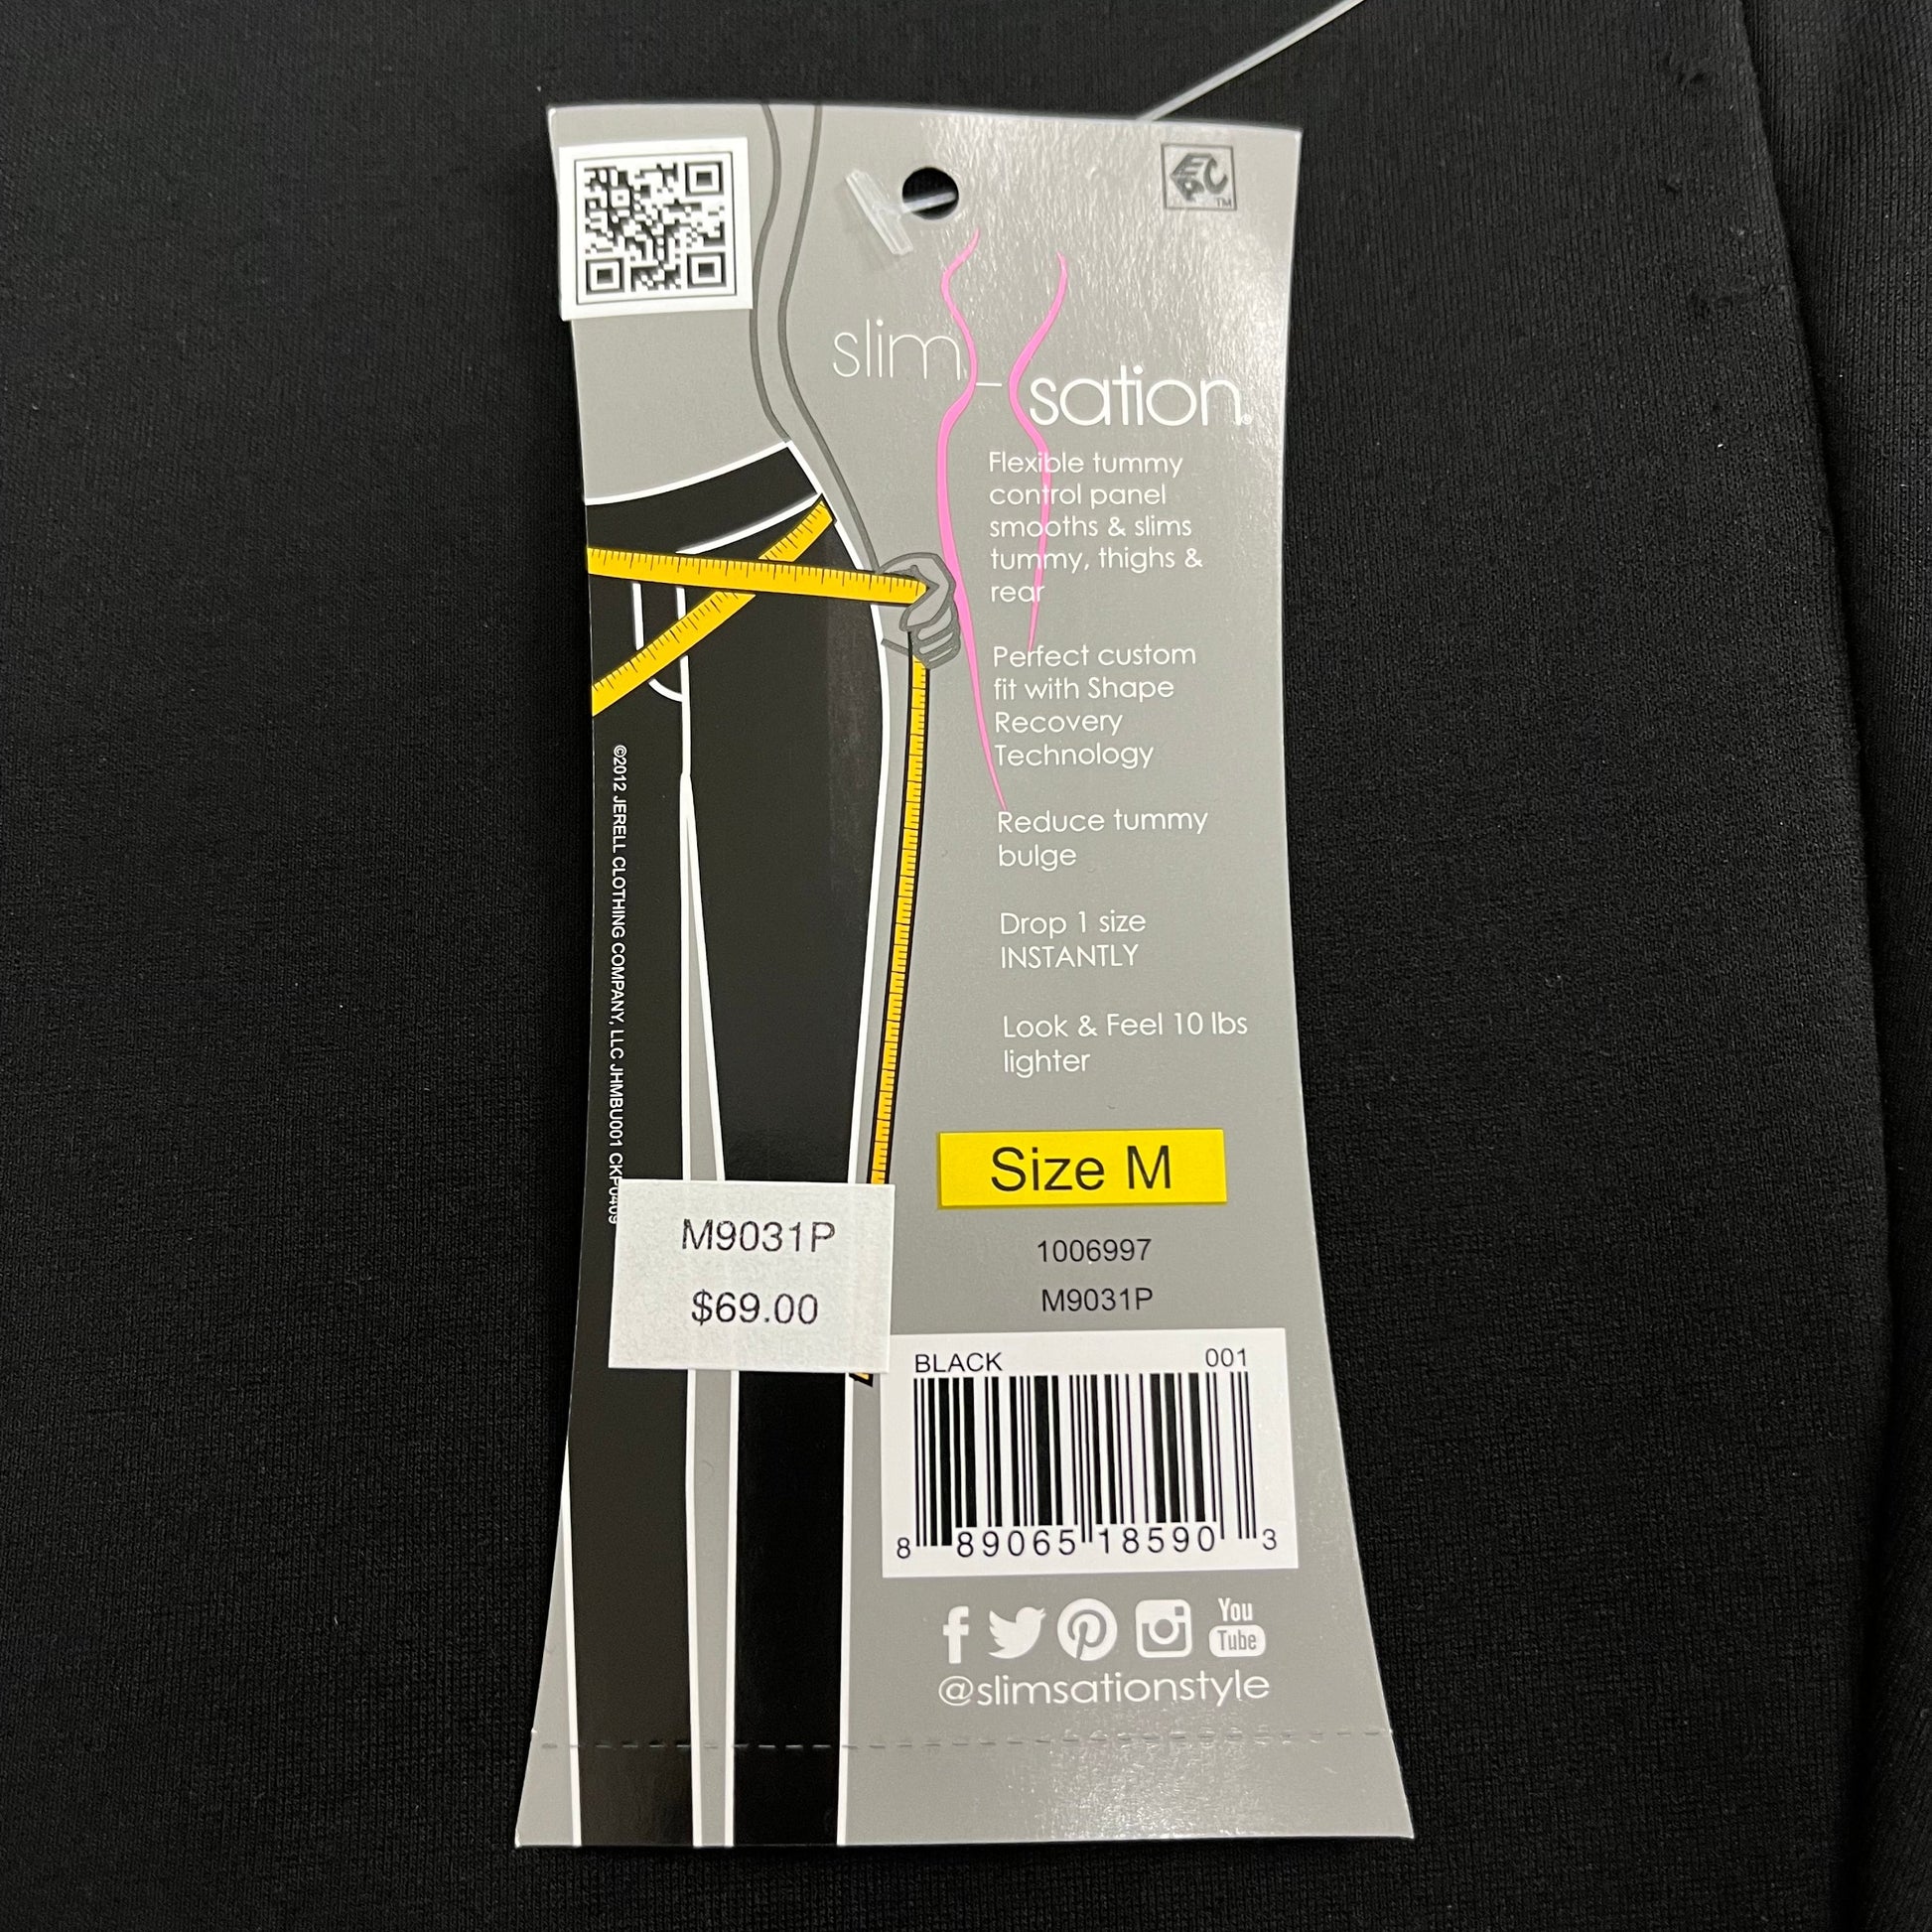 EPC
TM
slim-
sation®
Flexible tummy
control panel
smooths & slims
tummy, thighs &
rear
Perfect custom
fit with Shape
Recovery
Technology
Reduce tummy
bulge
Drop 1 size
INSTANTLY
Look & Feel 10 lbs
lighter
©2012 JERELL CLOTHING COMPANY, LLC JHMBU001
Size M
M9031P
$69.00
1006997
M9031P
BLACK 001
8 89065 18590 3
f You Tube
@slimsationstyle